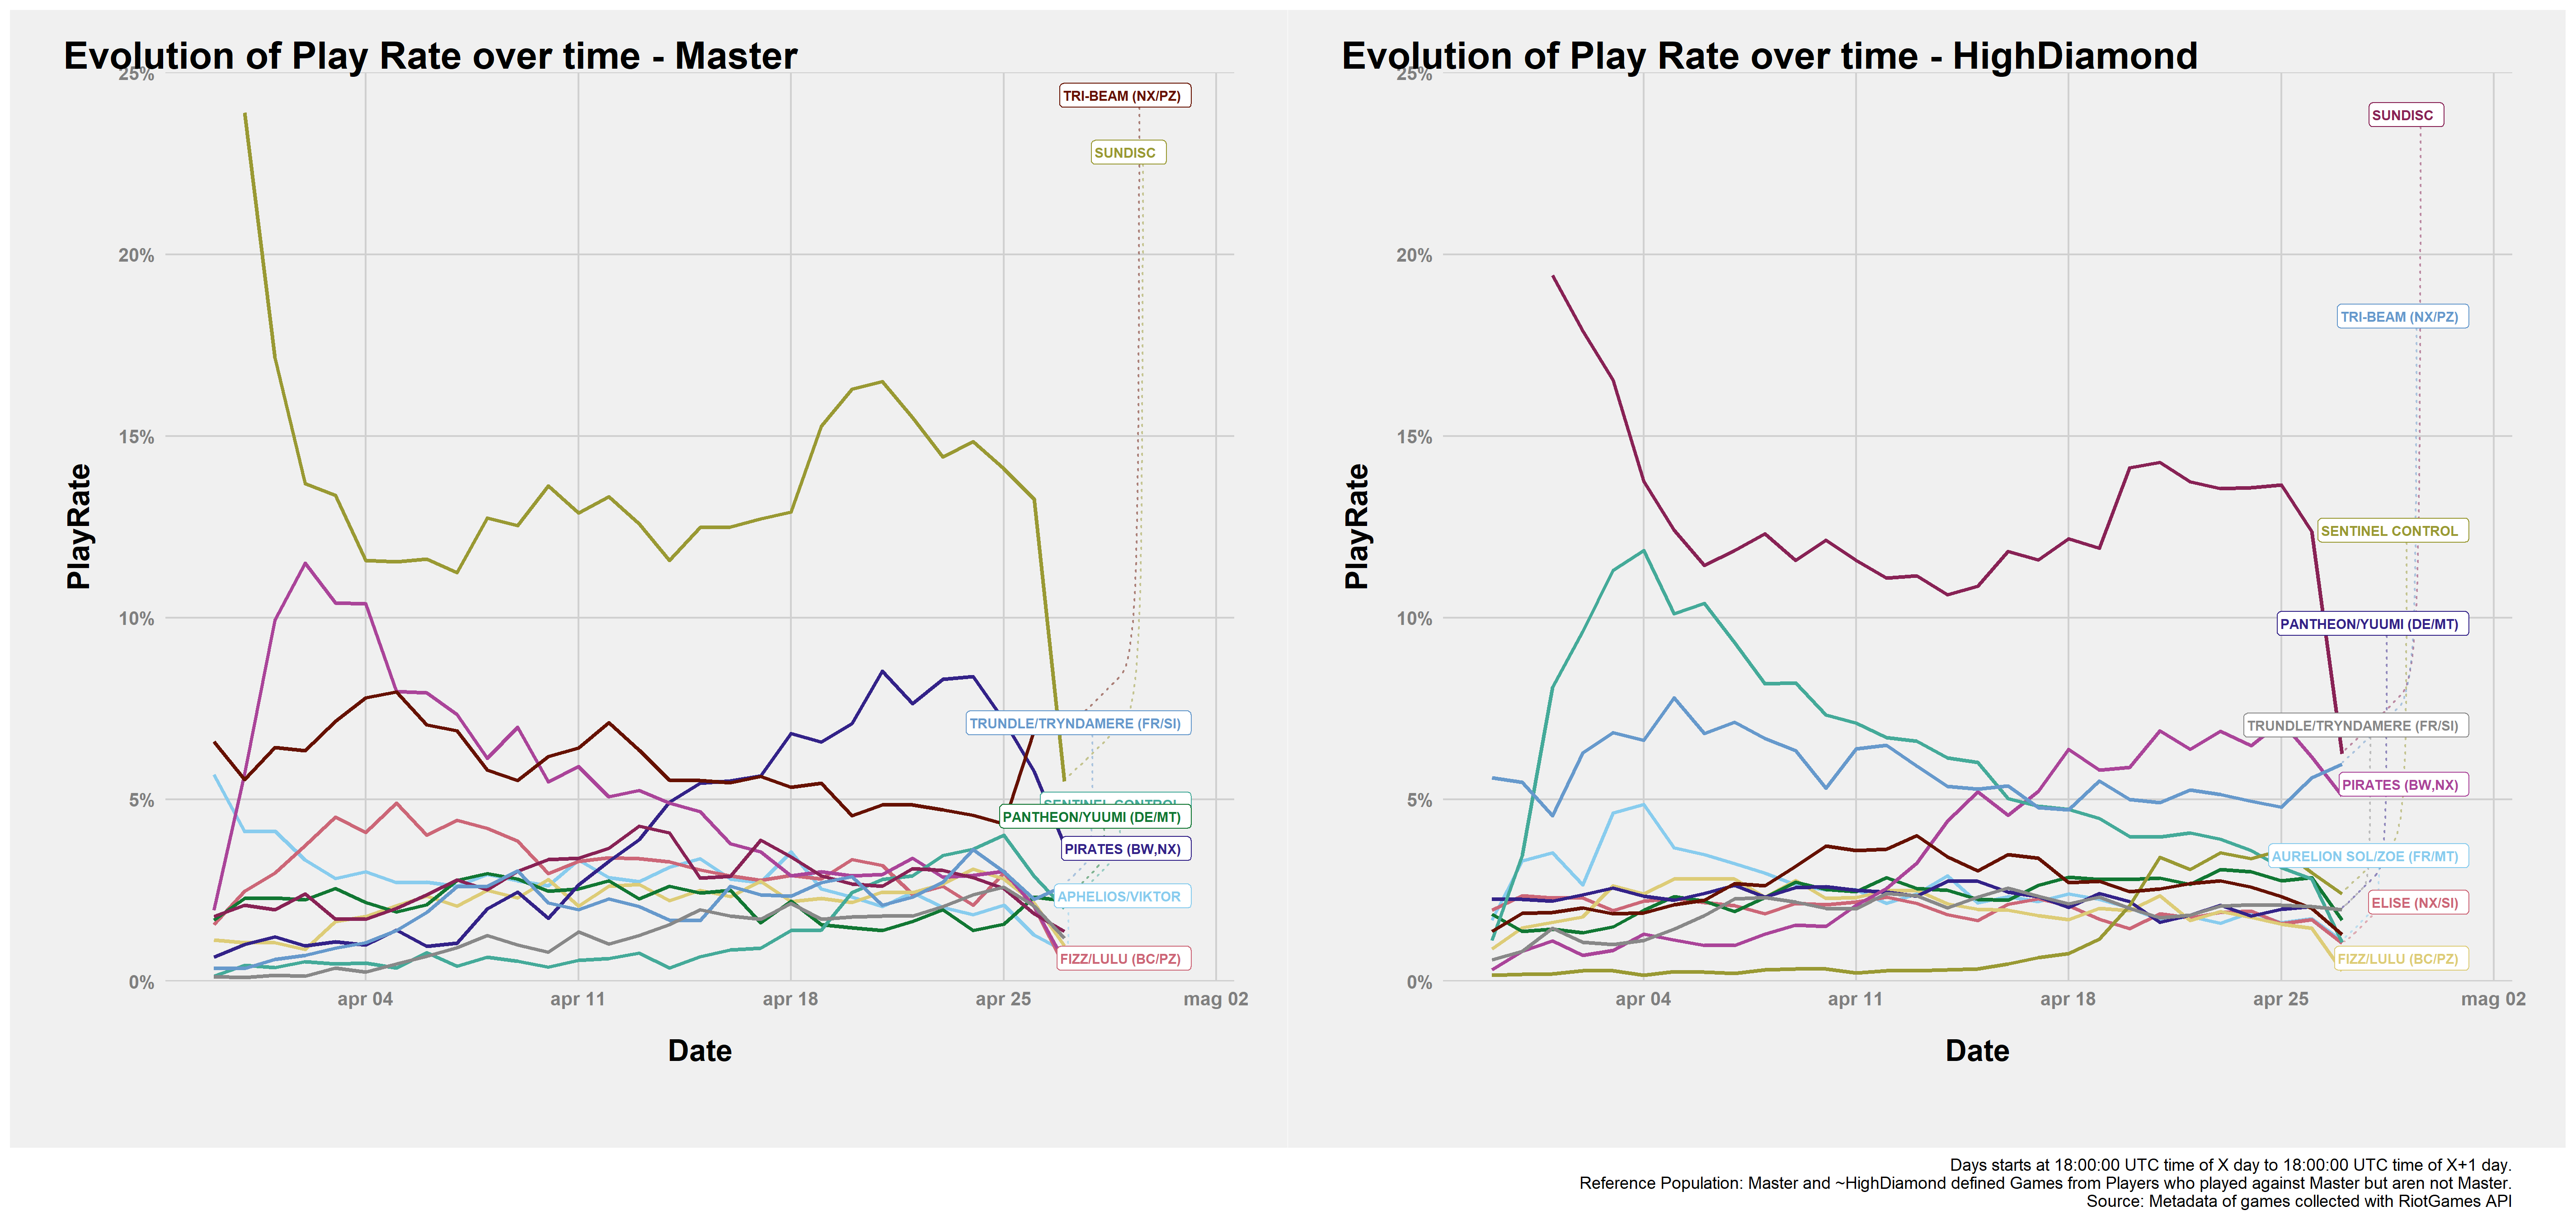 Evolution of Play Rate over time - Master
25%
20%
15%
10%
5%
0%
PlayRate
TRI-BEAM (NX/PZ)
SUNDISC
TRUNDLE/TRYNDAMERE (FR/SI)
SENTINEL CONTROL
PANTHEON/YUUMI (DE/MT)
PIRATES (BW,NX)
APHELIOS/VIKTOR
FIZZ/LULU (BC/PZ)
apr 04
apr 11
apr 18
apr 25
mag 02
Date
Evolution of Play Rate over time - HighDiamond
25%
20%
15%
10%
5%
0%
PlayRate
SUNDISC
TRI-BEAM (NX/PZ)
SENTINEL CONTROL
PANTHEON/YUUMI (DE/MT)
TRUNDLE/TRYNDAMERE (FR/SI)
PIRATES (BW,NX)
AURELION SOL/ZOE (FR/MT)
ELISE (NX/SI)
FIZZ/LULU (BC/PZ)
apr 04
apr 11
apr 18
apr 25
mag 02
Date
Days starts at 18:00:00 UTC time of X day to 18:00:00 UTC time of X+1 day.
Reference Population: Master and ~HighDiamond defined Games from Players who played against Master but aren not Master.
Source: Metadata of games collected with RiotGames API